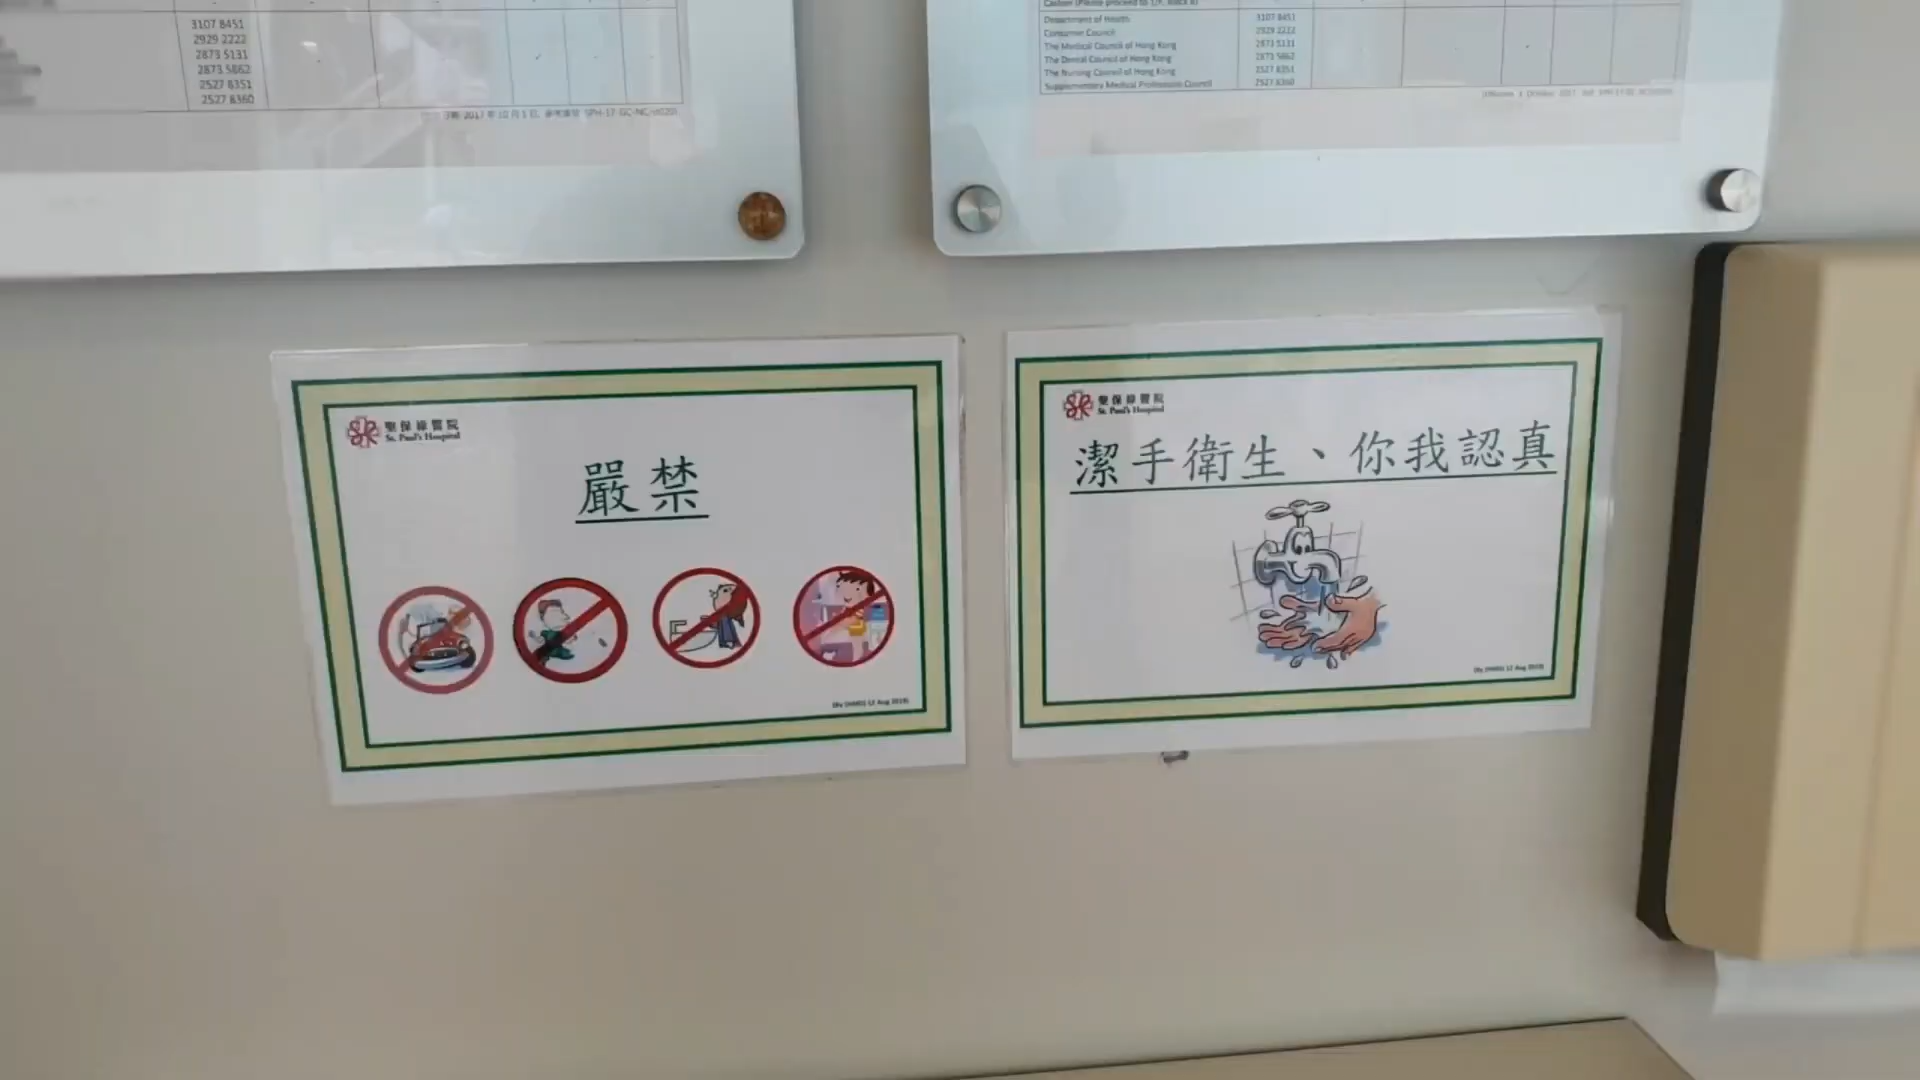 3107 8451
2929 2222
2873 5131
2873 5862
2527 8351
2527 8360
Department of Health 3107 8451
Consumer Council 2929 2222
The Medical Council of Hong Kong 2873 5131
The Dental Council of Hong Kong 2873 5862
The Nursing Council of Hong Kong 2527 8351
Supplementary Medical Profession Council 2527 8360
聖保祿醫院
St. Paul's Hospital
嚴禁
聖保祿醫院
St. Paul's Hospital
潔手衛生、你我認真